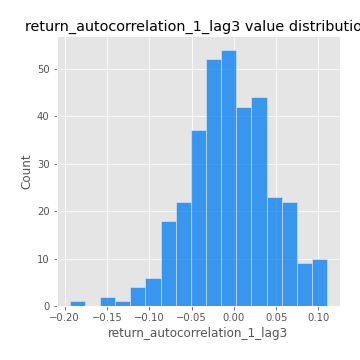 return_autocorrelation_1_lag3 value distributio
50
40
30
20
10
0
Count
−0.20 −0.15 −0.10 −0.05 0.00 0.05 0.10
return_autocorrelation_1_lag3